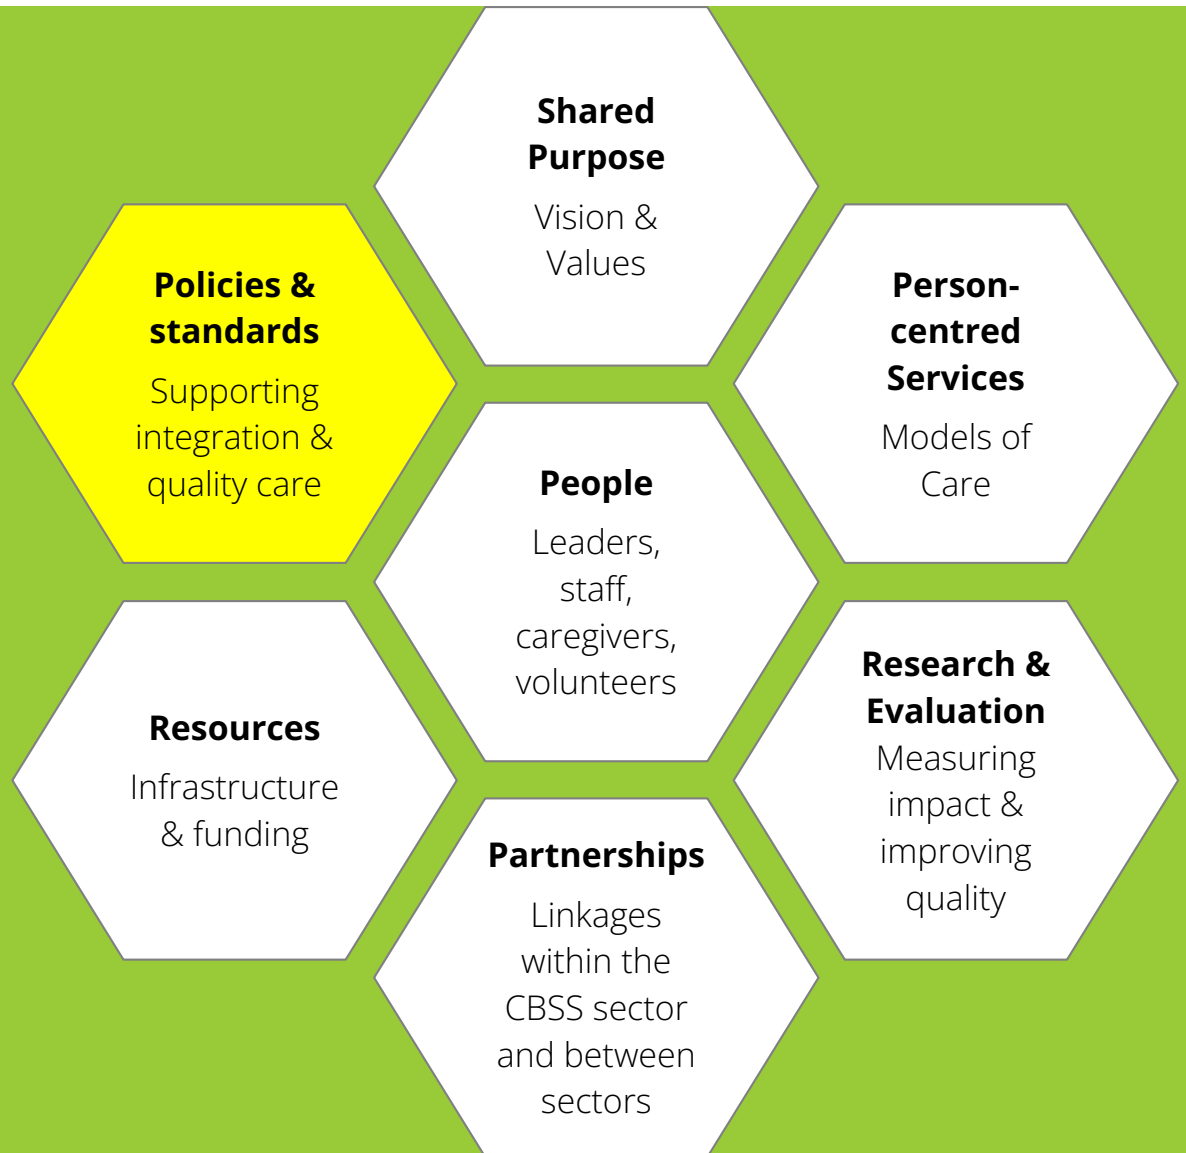 Shared
Purpose
Vision &
Values
Policies &
standards
Supporting
integration &
quality care
Person-
centred
Services
Models of
Care
People
Leaders,
staff,
caregivers,
volunteers
Resources
Infrastructure
& funding
Research &
Evaluation
Measuring
impact &
improving
quality
Partnerships
Linkages
within the
CBSS sector
and between
sectors